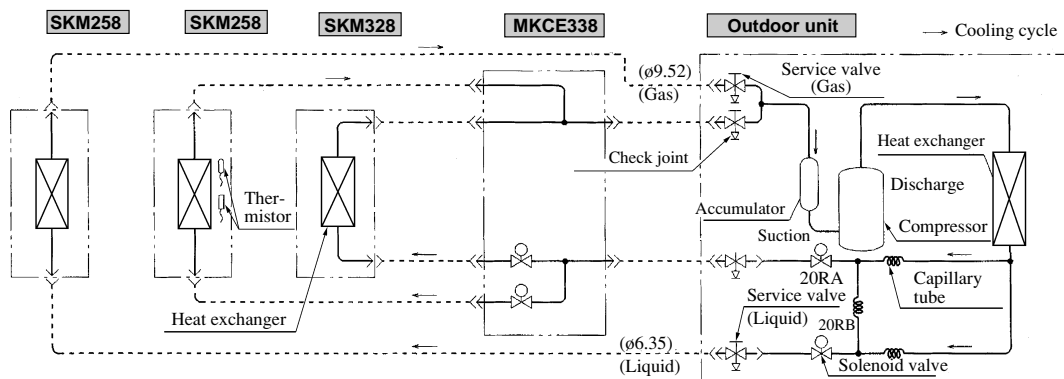 SKM258
SKM258
SKM328
MKCE338
Outdoor unit
Cooling cycle
(ø9.52)
(Gas)
Service valve
(Gas)
Check joint
Heat exchanger
Discharge
Accumulator
Compressor
Suction
Ther-
mistor
20RA
Capillary
tube
Service valve
(Liquid)
20RB
Heat exchanger
(ø6.35)
(Liquid)
Solenoid valve